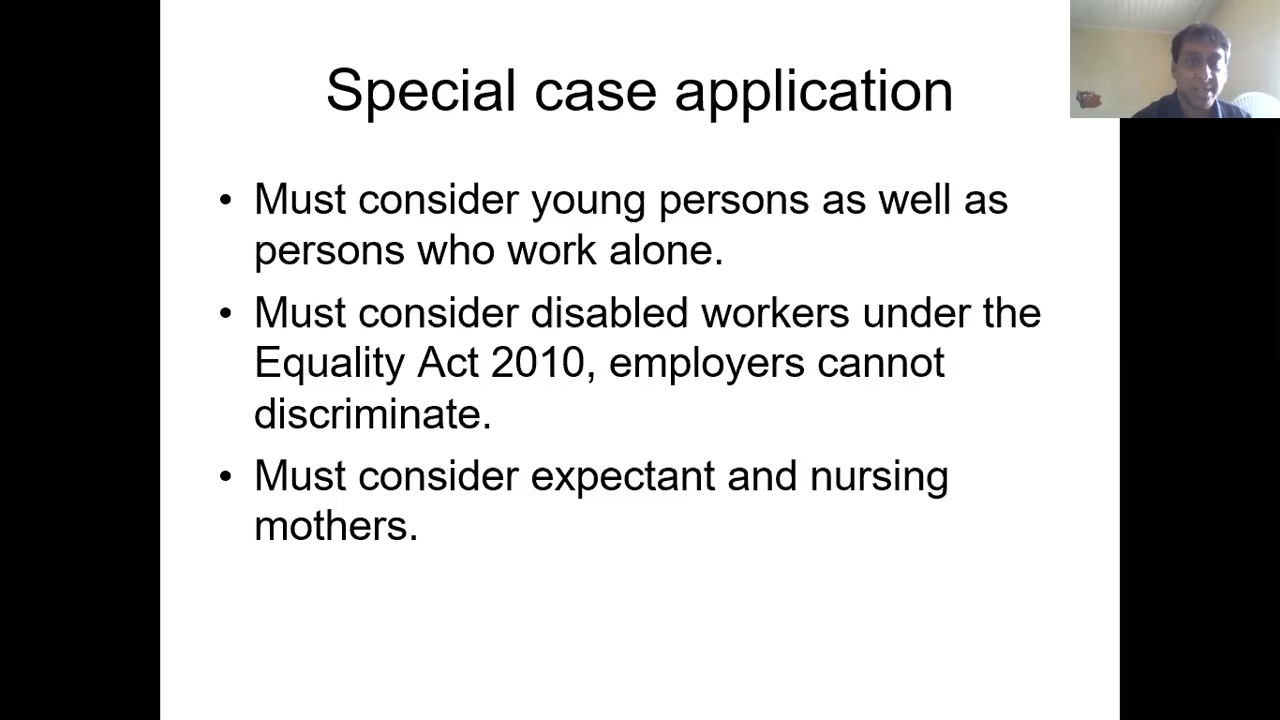 Special case application
• Must consider young persons as well as
persons who work alone.
• Must consider disabled workers under the
Equality Act 2010, employers cannot
discriminate.
• Must consider expectant and nursing
mothers.